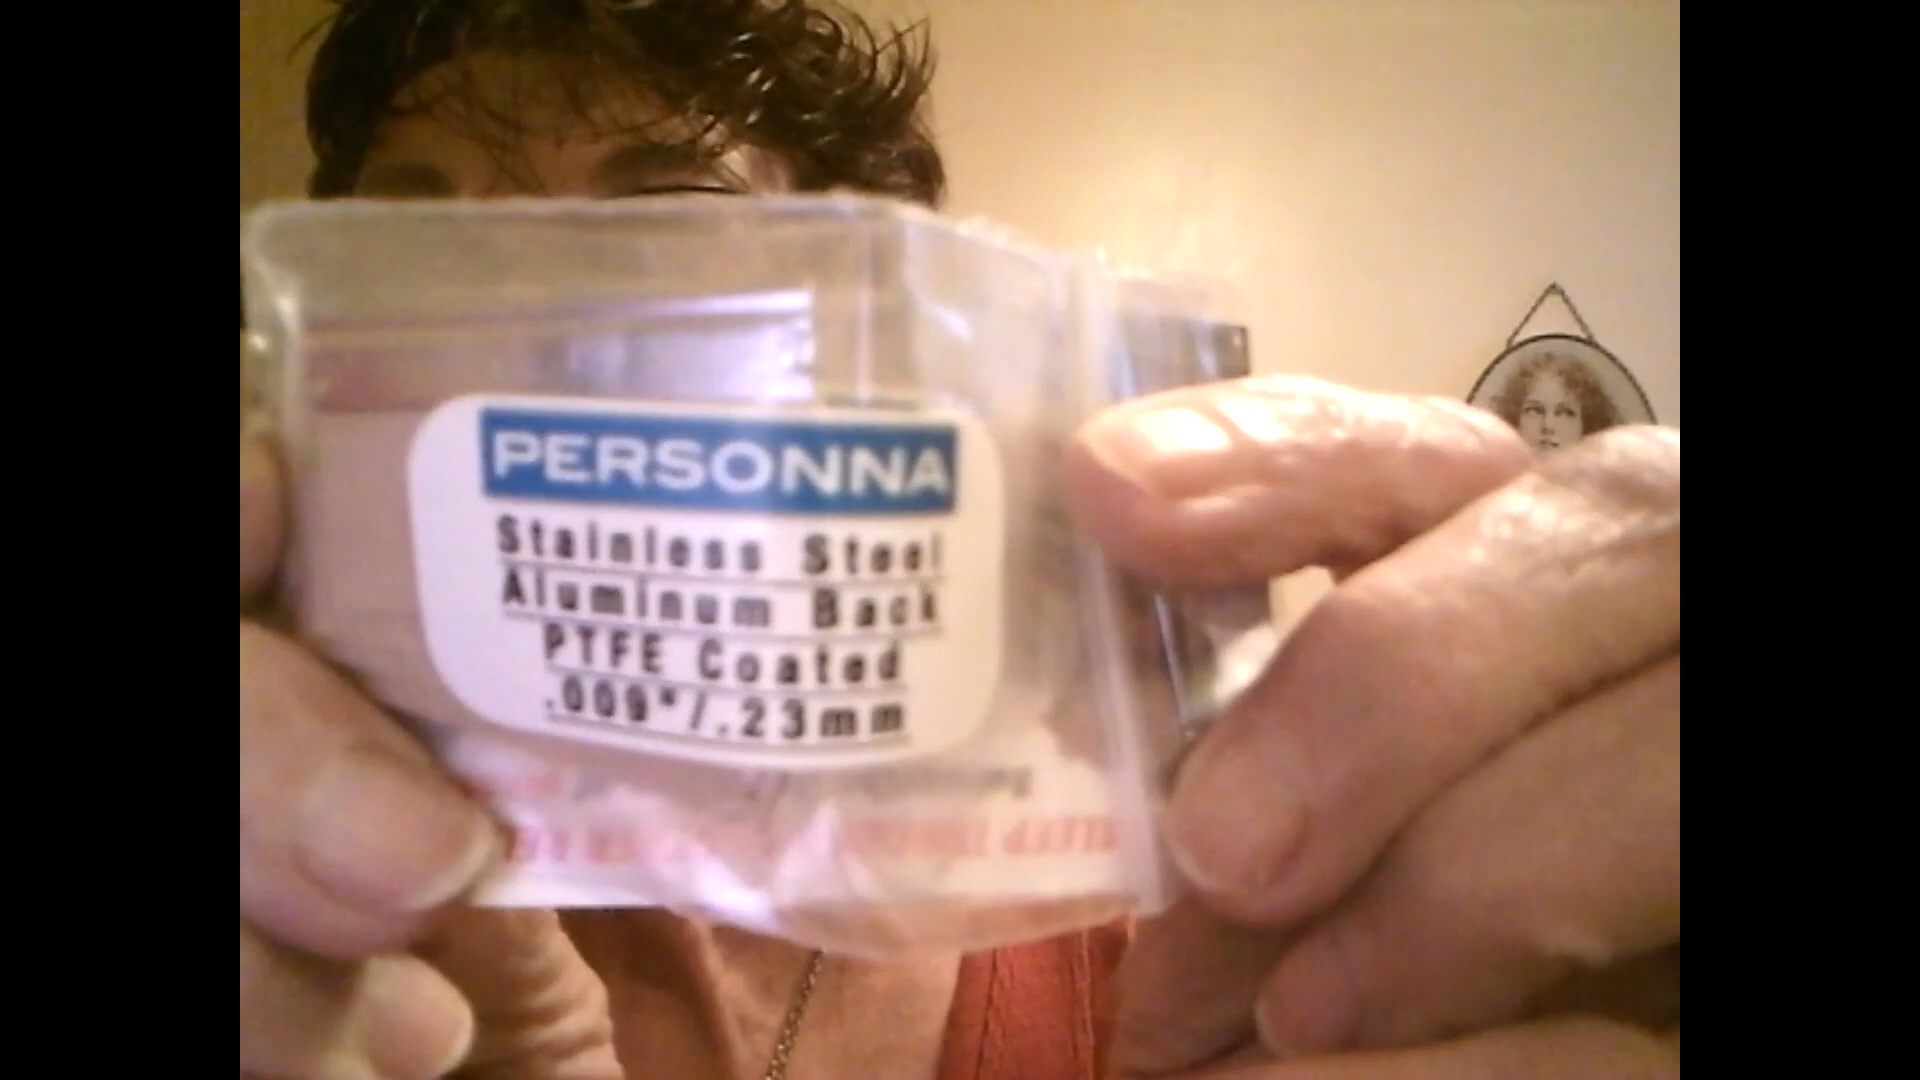 PERSONNA
Stainless Steel
Aluminum Back
PTFE Coated
.009"/.23mm